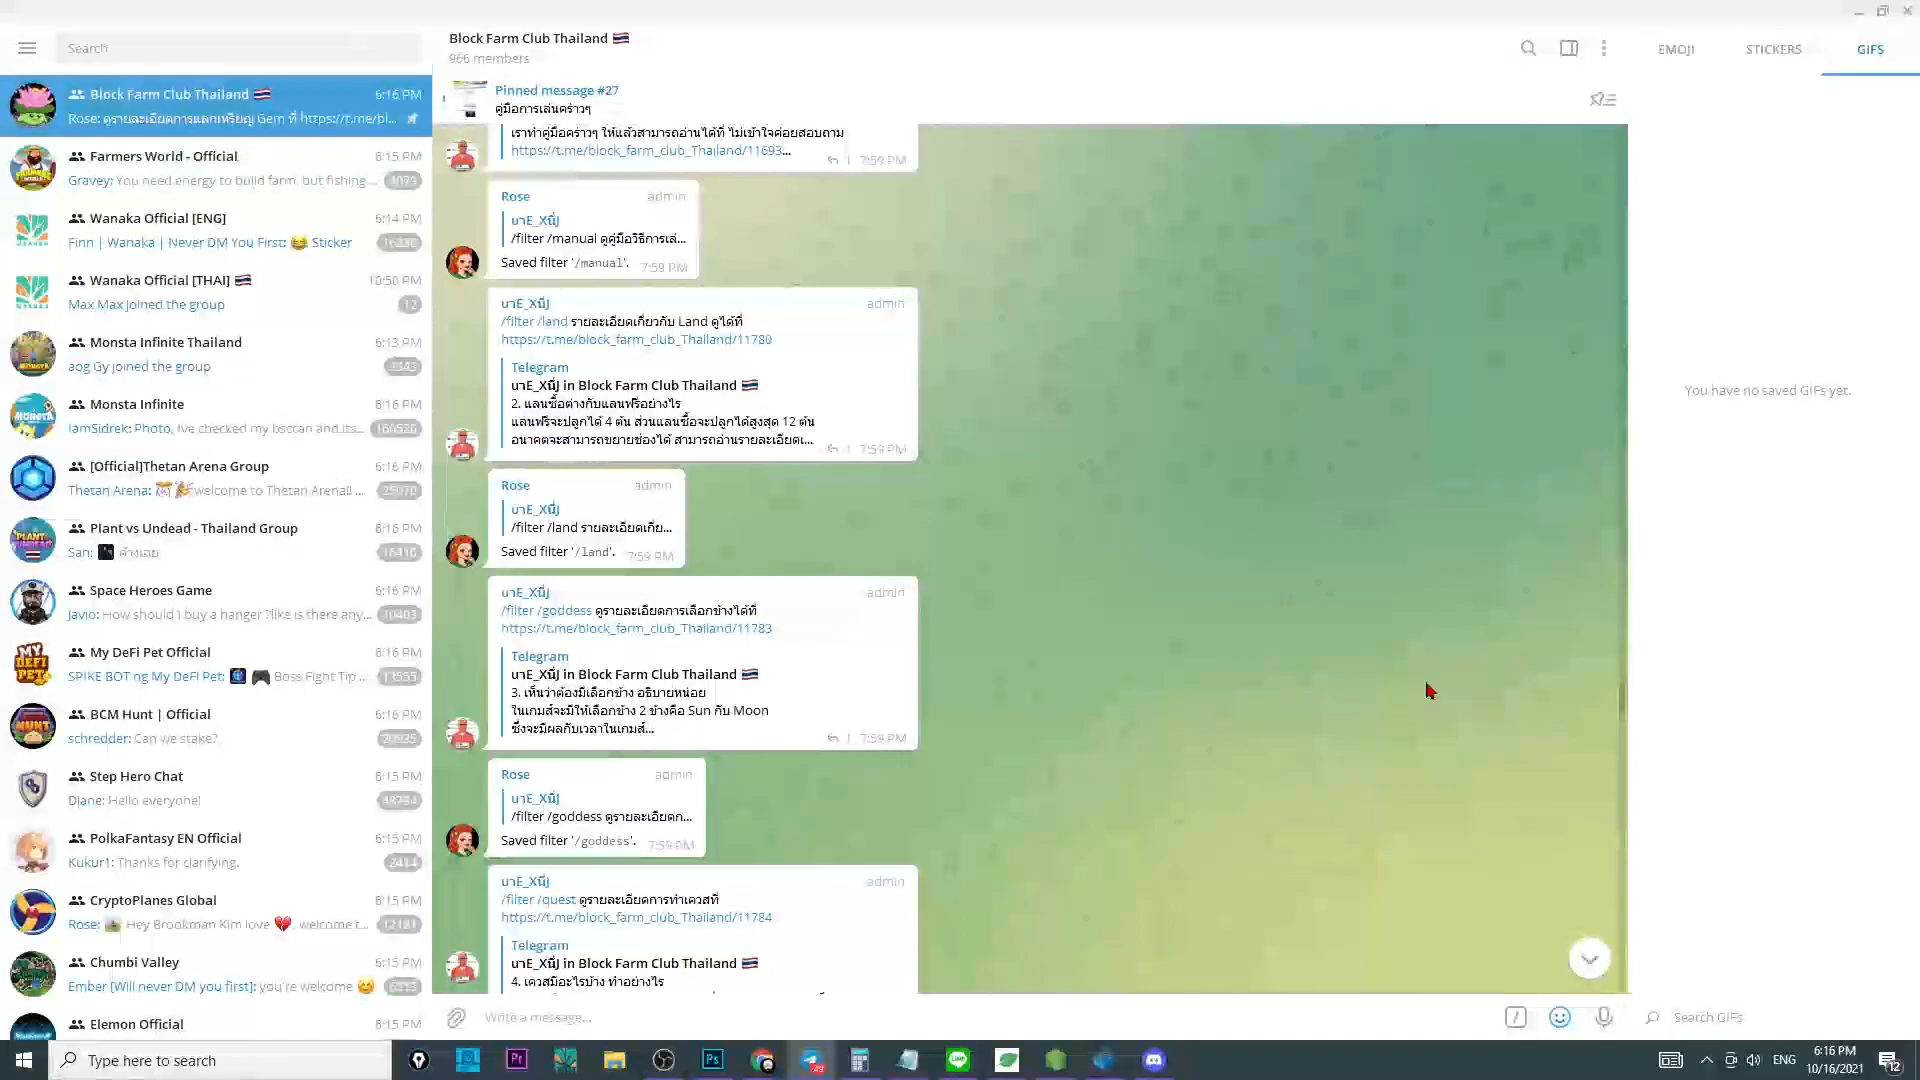 Search
Block Farm Club Thailand 🇹🇭
966 members
EMOJI
STICKERS
GIFS
Block Farm Club Thailand 🇹🇭 6:16 PM
Rose: ดูรายละเอียดการแลกเหรียญ Gem ที่ https://t.me/bl...
Farmers World - Official 6:15 PM
Gravey: You need energy to build farm, but fishing... 4079
Wanaka Official [ENG] 6:14 PM
Finn | Wanaka | Never DM You First: 😂 Sticker
Wanaka Official [THAI] 🇹🇭 10:50 PM
Max Max joined the group 12
Monsta Infinite Thailand 6:13 PM
aog Gy joined the group
Monsta Infinite 6:16 PM
IamSidrek: Photo, Ive checked my bscan and its...
[Official]Thetan Arena Group 6:16 PM
Thetan Arena: 🎊🎉welcome to Thetan Arena!! ...
Plant vs Undead - Thailand Group 6:16 PM
San: ค้างเลย 16410
Space Heroes Game 6:16 PM
Javio: How should I buy a hanger ?like is there any... 10403
My DeFi Pet Official 6:16 PM
SPIKE BOT ng My DeFi Pet: 🎮 Boss Fight Tip ... 13555
BCM Hunt | Official 6:16 PM
schredder: Can we stake?
Step Hero Chat 6:15 PM
Diane: Hello everyone! 48794
PolkaFantasy EN Official 6:15 PM
Kukur1: Thanks for clarifying. 2414
CryptoPlanes Global 6:15 PM
Rose: Hey Brookman Kim love 💔, welcome t... 12181
Chumbi Valley 6:15 PM
Ember [Will never DM you first]: you're welcome 😊
Elemon Official 6:15 PM
Pinned message #27
คู่มือการเล่นคร่าวๆ
เราทำคู่มือคร่าวๆ ให้แล้วสามารถอ่านได้ที่ ไม่เข้าใจค่อยสอบถาม
https://t.me/block_farm_club_Thailand/11693...
7:59 PM
Rose admin
นาE_Xนี่J
/filter /manual ดูคู่มือวิธีการเล่...
Saved filter '/manual'. 7:59 PM
นาE_Xนี่J admin
/filter /land รายละเอียดเกี่ยวกับ Land ดูได้ที่
https://t.me/block_farm_club_Thailand/11780
Telegram
นาE_Xนี่J in Block Farm Club Thailand 🇹🇭
2. แลนซื้อต่างกับแลนฟรีอย่างไร
แลนฟรีจะปลูกได้ 4 ต้น ส่วนแลนซื้อจะปลูกได้สูงสุด 12 ต้น
อนาคตจะสามารถขยายช่องได้ สามารถอ่านรายละเอียดเ...
7:59 PM
Rose admin
นาE_Xนี่J
/filter /land รายละเอียดเกี่ย...
Saved filter '/land'. 7:59 PM
นาE_Xนี่J admin
/filter /goddess ดูรายละเอียดการเลือกข้างได้ที่
https://t.me/block_farm_club_Thailand/11783
Telegram
นาE_Xนี่J in Block Farm Club Thailand 🇹🇭
3. เห็นว่าต้องมีเลือกข้าง อธิบายหน่อย
ในเกมส์จะมีให้เลือกข้าง 2 ข้างคือ Sun กับ Moon
ซึ่งจะมีผลกับเวลาในเกมส์...
7:59 PM
Rose admin
นาE_Xนี่J
/filter /goddess ดูรายละเอียดก...
Saved filter '/goddess'. 7:59 PM
นาE_Xนี่J admin
/filter /quest ดูรายละเอียดการทำเควสที่
https://t.me/block_farm_club_Thailand/11784
Telegram
นาE_Xนี่J in Block Farm Club Thailand 🇹🇭
4. เควสมีอะไรบ้าง ทำอย่างไร
Write a message...
You have no saved GIFs yet.
Search GIFs
Type here to search
Pr
Ps
49
LINE
ENG
6:16 PM
10/16/2021
12